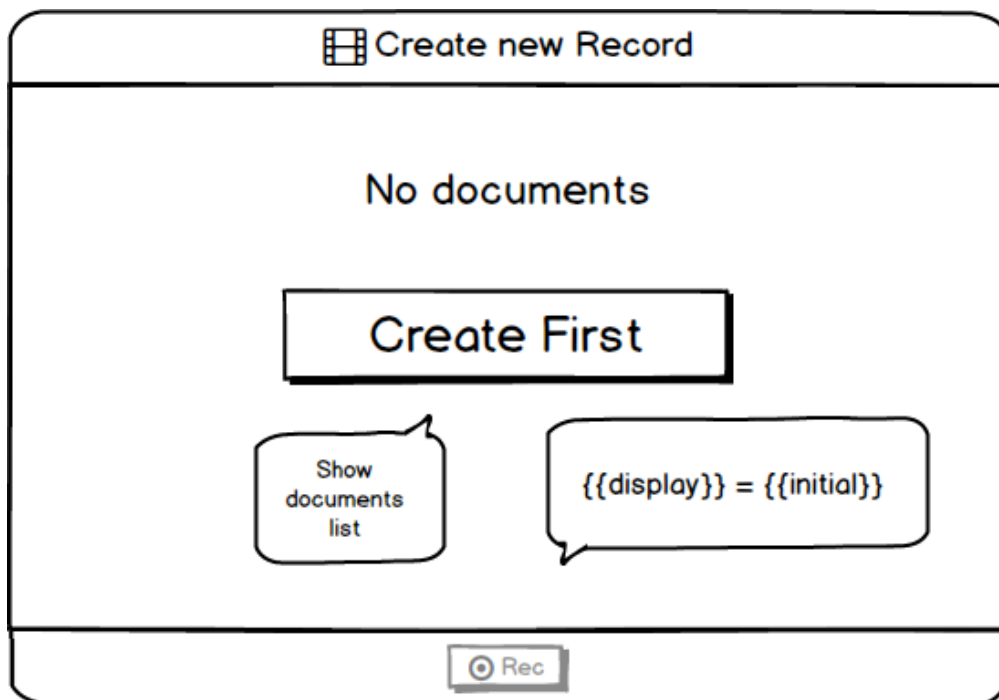 Create new Record
No documents
Create First
Show
documents
list
{{display}} = {{initial}}
Rec